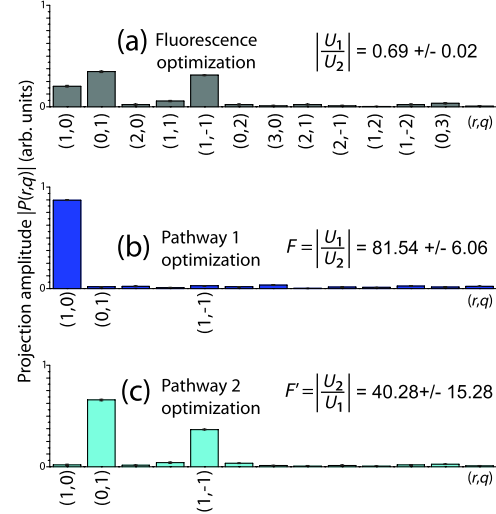 Projection amplitude |P(r,q)| (arb. units)
1
(a) Fluorescence optimization
|U1/U2| = 0.69 +/- 0.02
0
(1,0) (0,1) (2,0) (1,1) (1,-1) (0,2) (3,0) (2,1) (2,-1) (1,2) (1,-2) (0,3) (r,q)
1
(b) Pathway 1 optimization
F = |U1/U2| = 81.54 +/- 6.06
0
(1,0) (0,1) (1,-1) (r,q)
1
(c) Pathway 2 optimization
F' = |U2/U1| = 40.28+/- 15.28
0
(1,0) (0,1) (1,-1) (r,q)